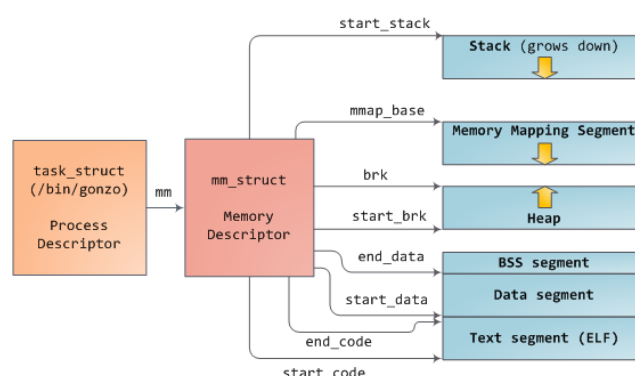 start_stack
Stack (grows down)
mmap_base
Memory Mapping Segment
task_struct
(/bin/gonzo)
Process
Descriptor
mm
mm_struct
Memory
Descriptor
brk
start_brk
Heap
end_data
BSS segment
start_data
Data segment
end_code
Text segment (ELF)
start_code